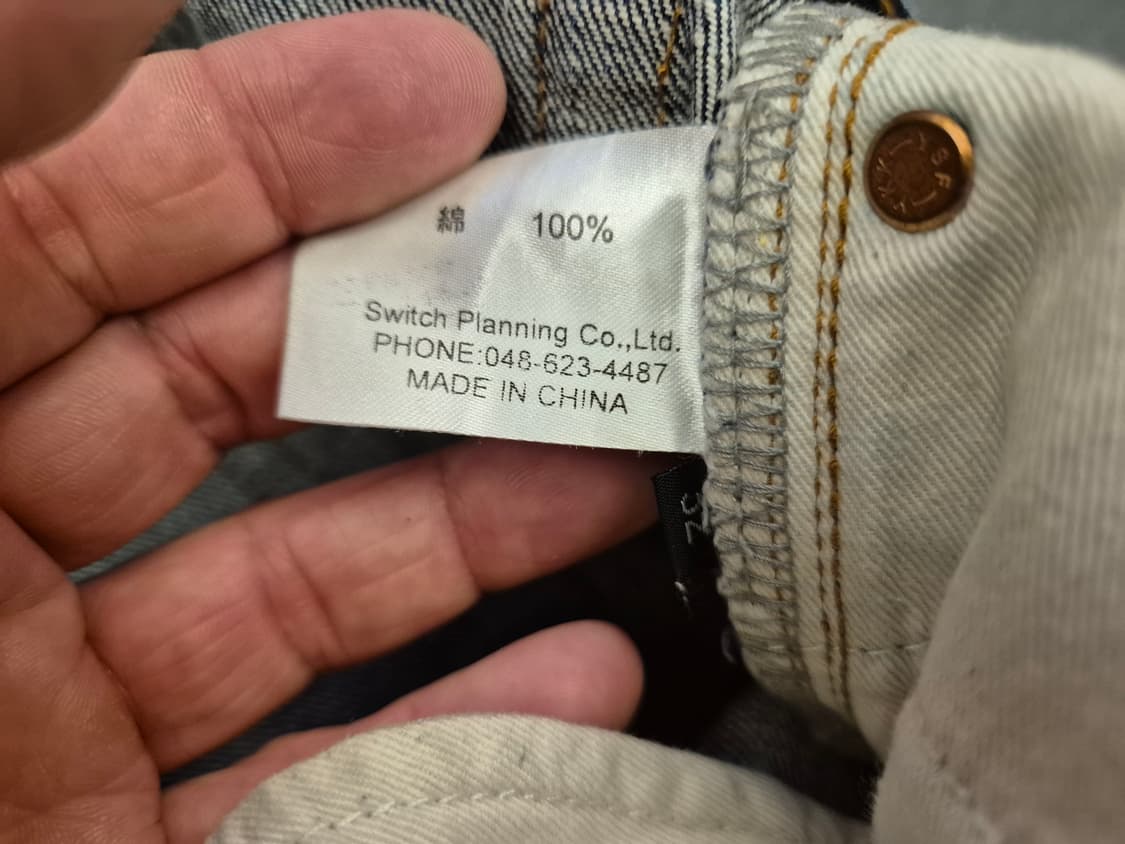 綿 100%
Switch Planning Co.,Ltd.
PHONE:048-623-4487
MADE IN CHINA